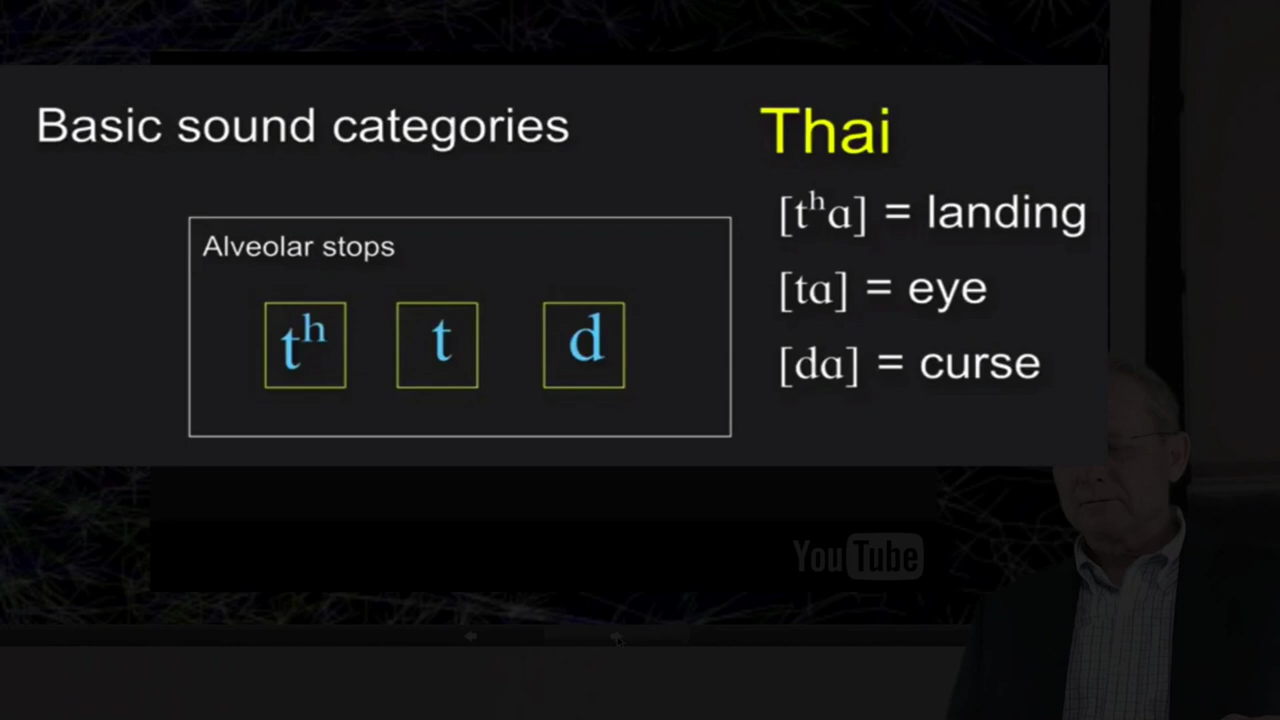 Basic sound categories
Thai
Alveolar stops
tʰ t d
[tʰɑ] = landing
[tɑ] = eye
[dɑ] = curse
YouTube